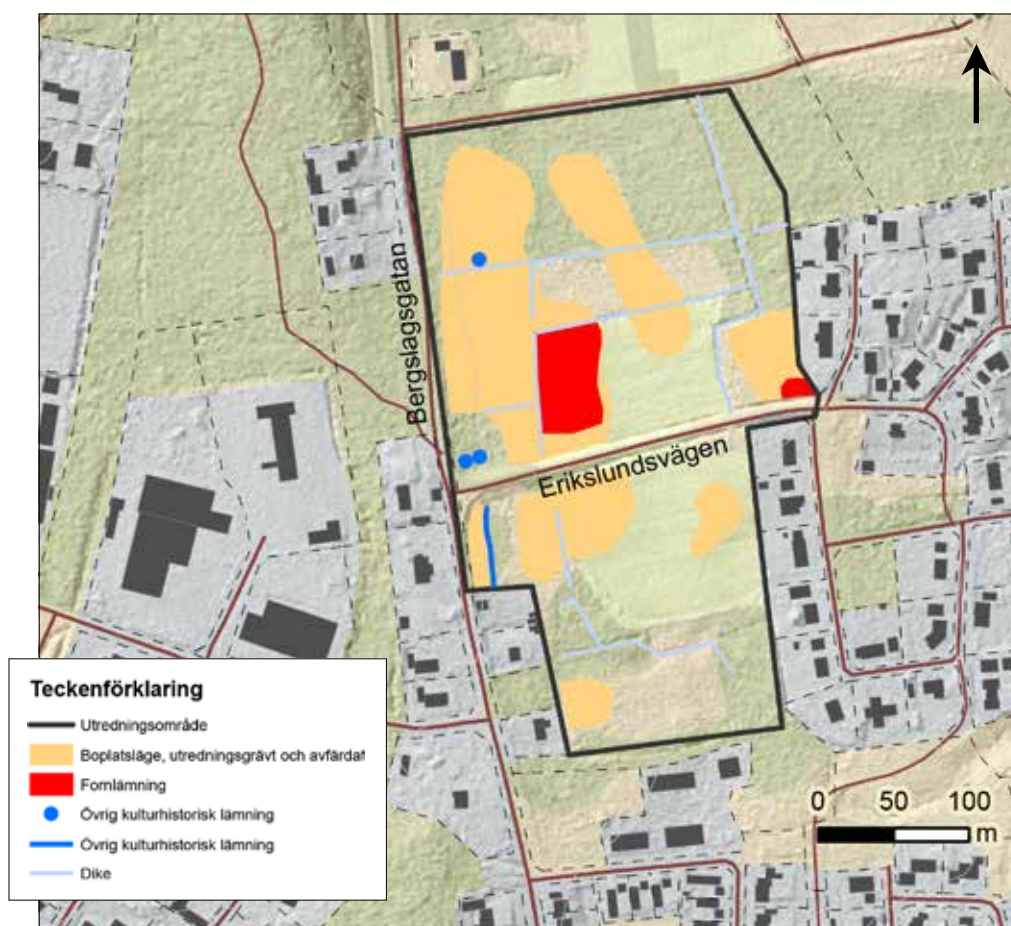 Bergslagsgatan
Erikslundsvägen
Teckenförklaring
Utredningsområde
Boplatsläge, utredningsgrävt och avfärdat
Fornlämning
Övrig kulturhistorisk lämning
Övrig kulturhistorisk lämning
Dike
0 50 100
m